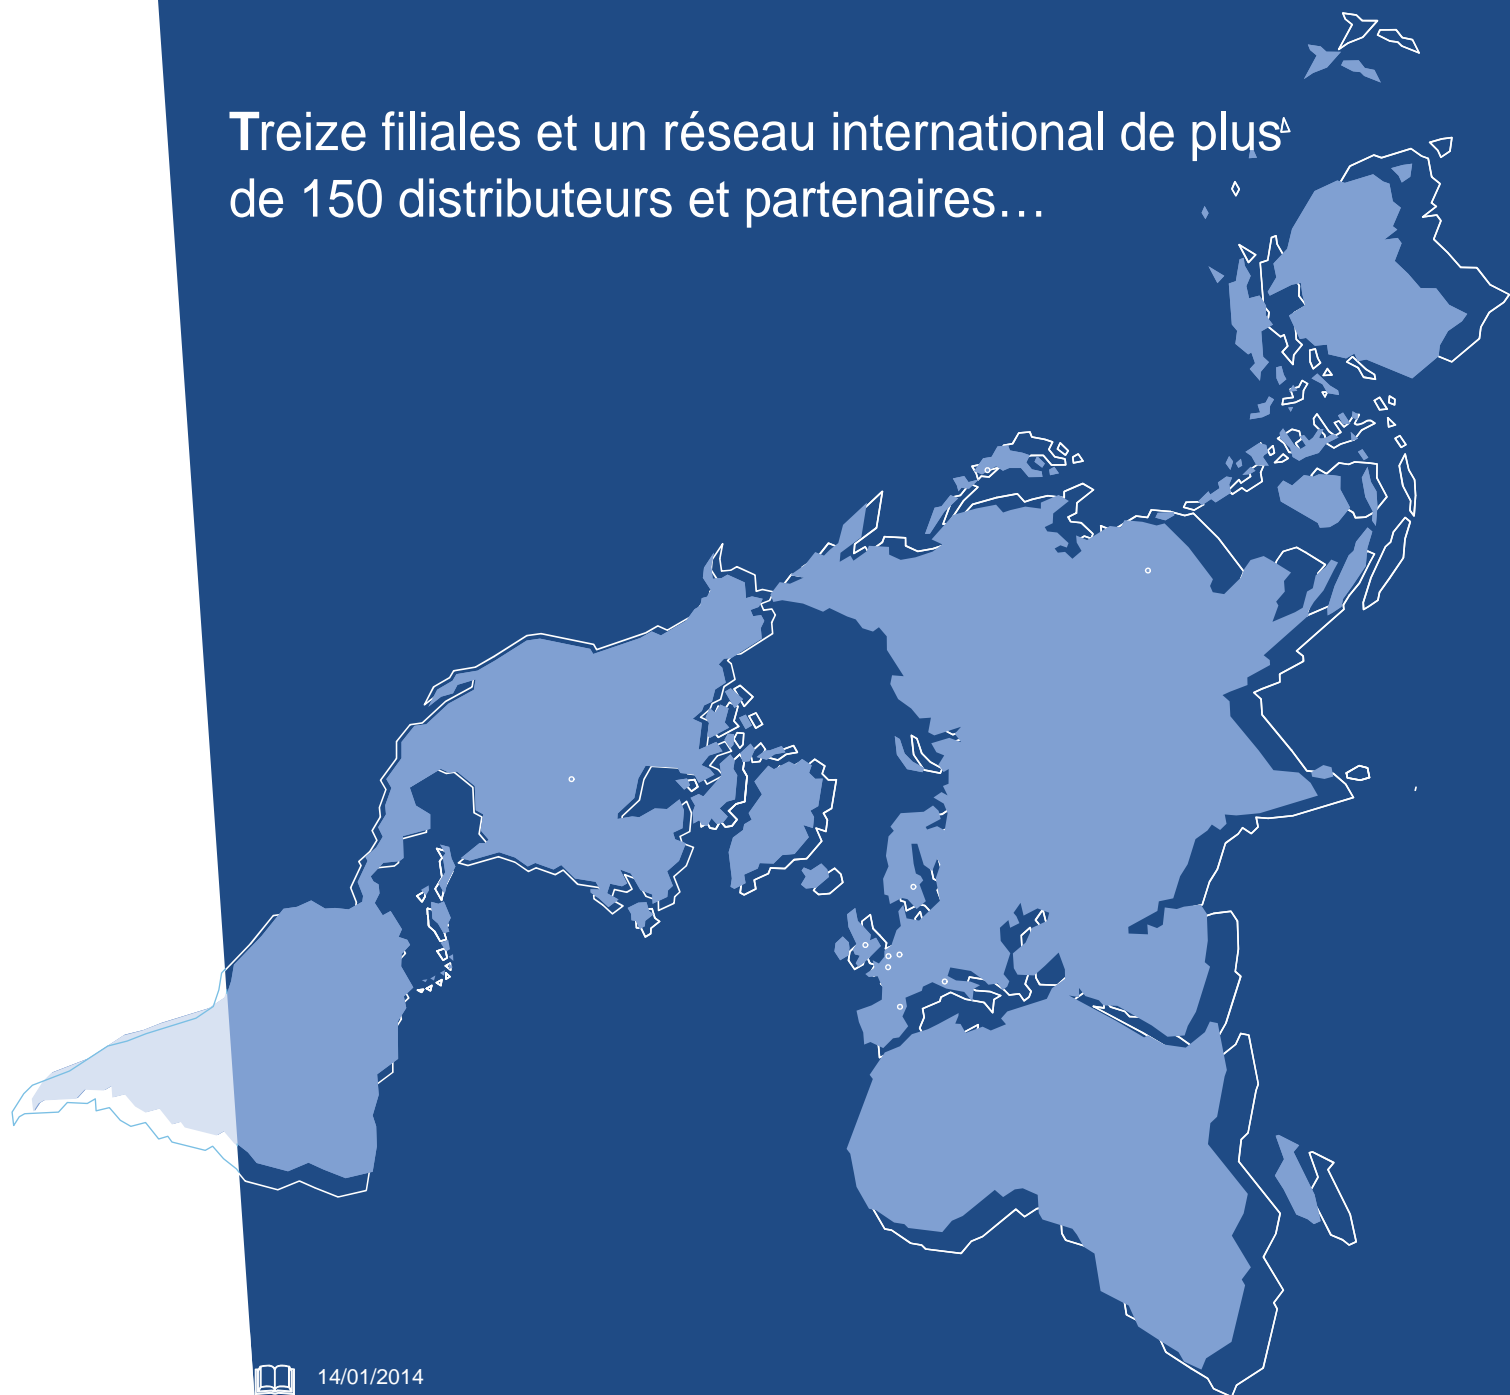 Treize filiales et un réseau international de plus
de 150 distributeurs et partenaires…
14/01/2014